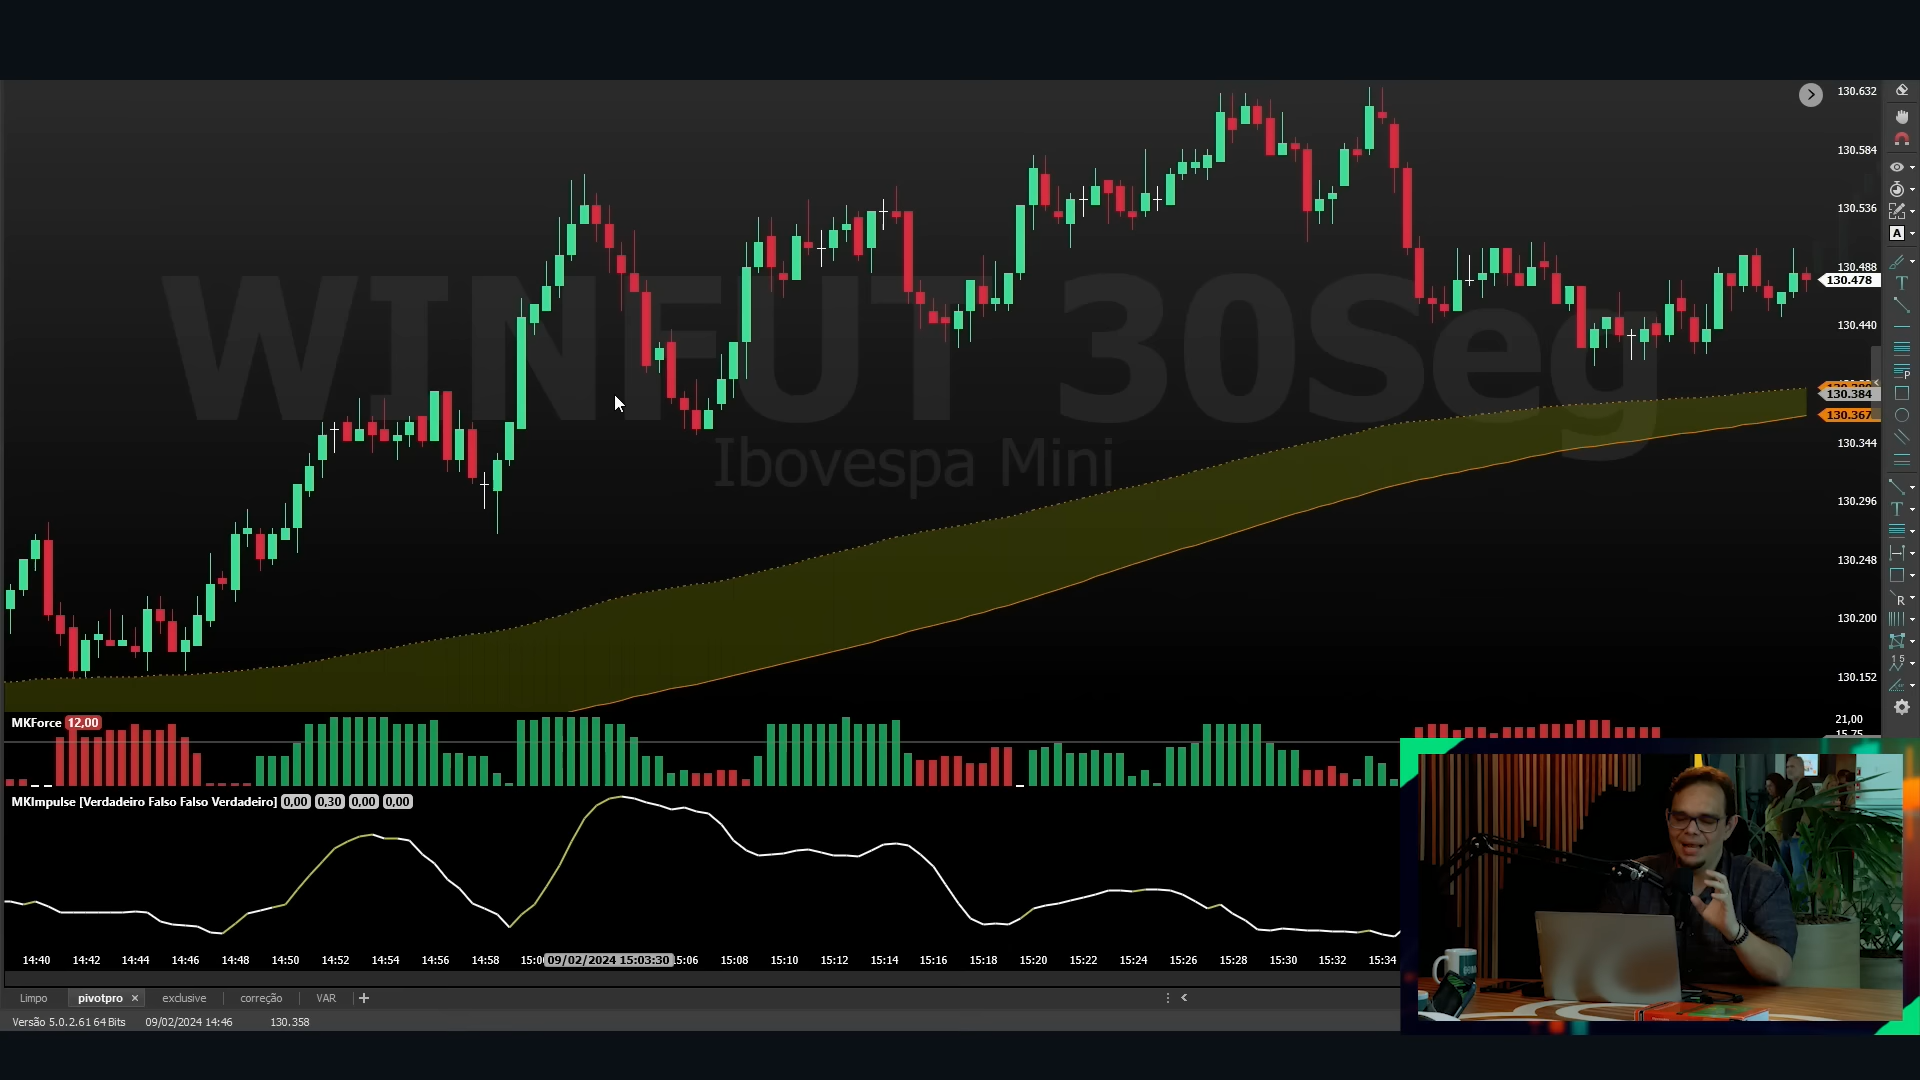 WINFUT 30Seg
Ibovespa Mini
130.632
130.584
130.536
130.488
130.478
130.440
130.384
130.367
130.344
130.296
130.248
130.200
130.152
MKForce 12,00
21,00
15,75
MKImpulse [Verdadeiro Falso Falso Verdadeiro] 0,00 0,30 0,00 0,00
14:40 14:42 14:44 14:46 14:48 14:50 14:52 14:54 14:56 14:58 15:0 09/02/2024 15:03:30 15:06 15:08 15:10 15:12 15:14 15:16 15:18 15:20 15:22 15:24 15:26 15:28 15:30 15:32 15:34
Limpo pivotpro × exclusive correção VAR +
Versão 5.0.2.61 64 Bits 09/02/2024 14:46 130.358